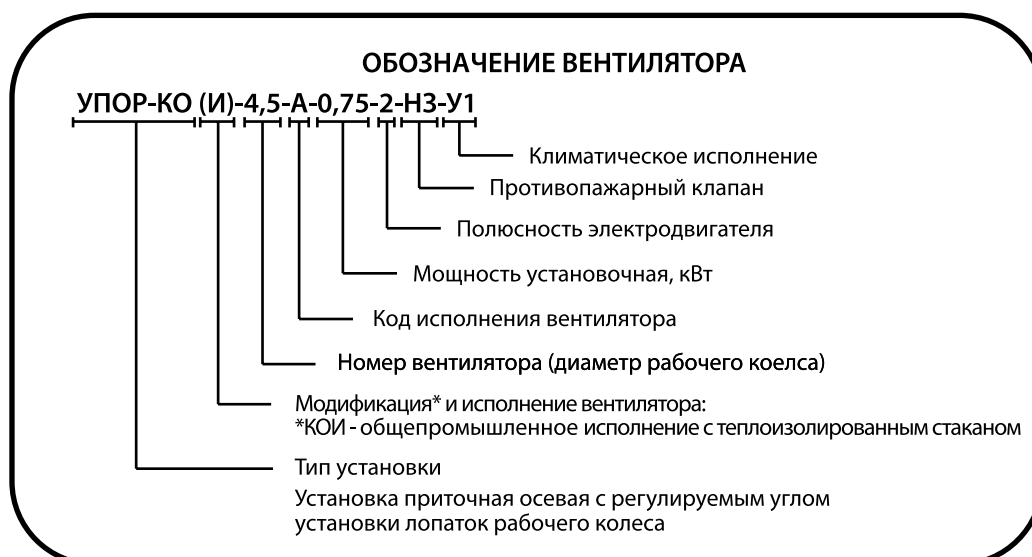 ОБОЗНАЧЕНИЕ ВЕНТИЛЯТОРА
УПОР-КО (И)-4,5-А-0,75-2-НЗ-У1
Климатическое исполнение
Противопажарный клапан
Полюсность электродвигателя
Мощность установочная, кВт
Код исполнения вентилятора
Номер вентилятора (диаметр рабочего коелса)
Модификация* и исполнение вентилятора:
*КОИ - общепромышленное исполнение с теплоизолированным стаканом
Тип установки
Установка приточная осевая с регулируемым углом
установки лопаток рабочего колеса